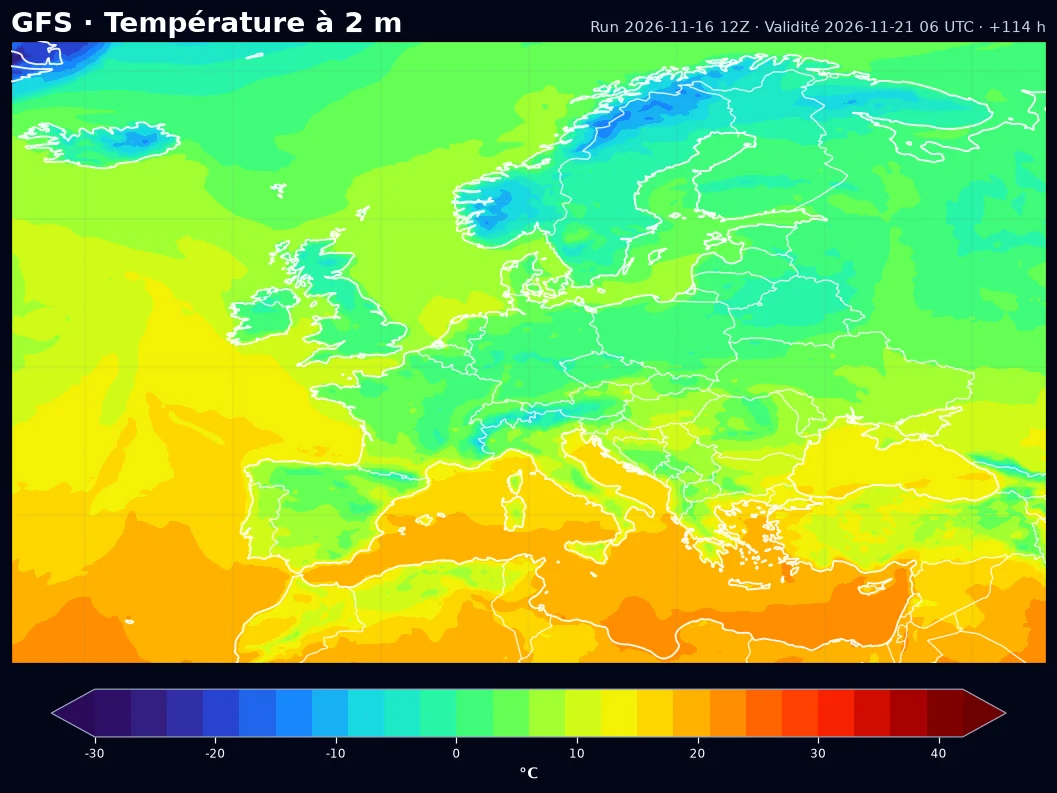 GFS · Température à 2 m
Run 2026-11-16 12Z · Validité 2026-11-21 06 UTC · +114 h
-30 -20 -10 0 10 20 30 40
°C